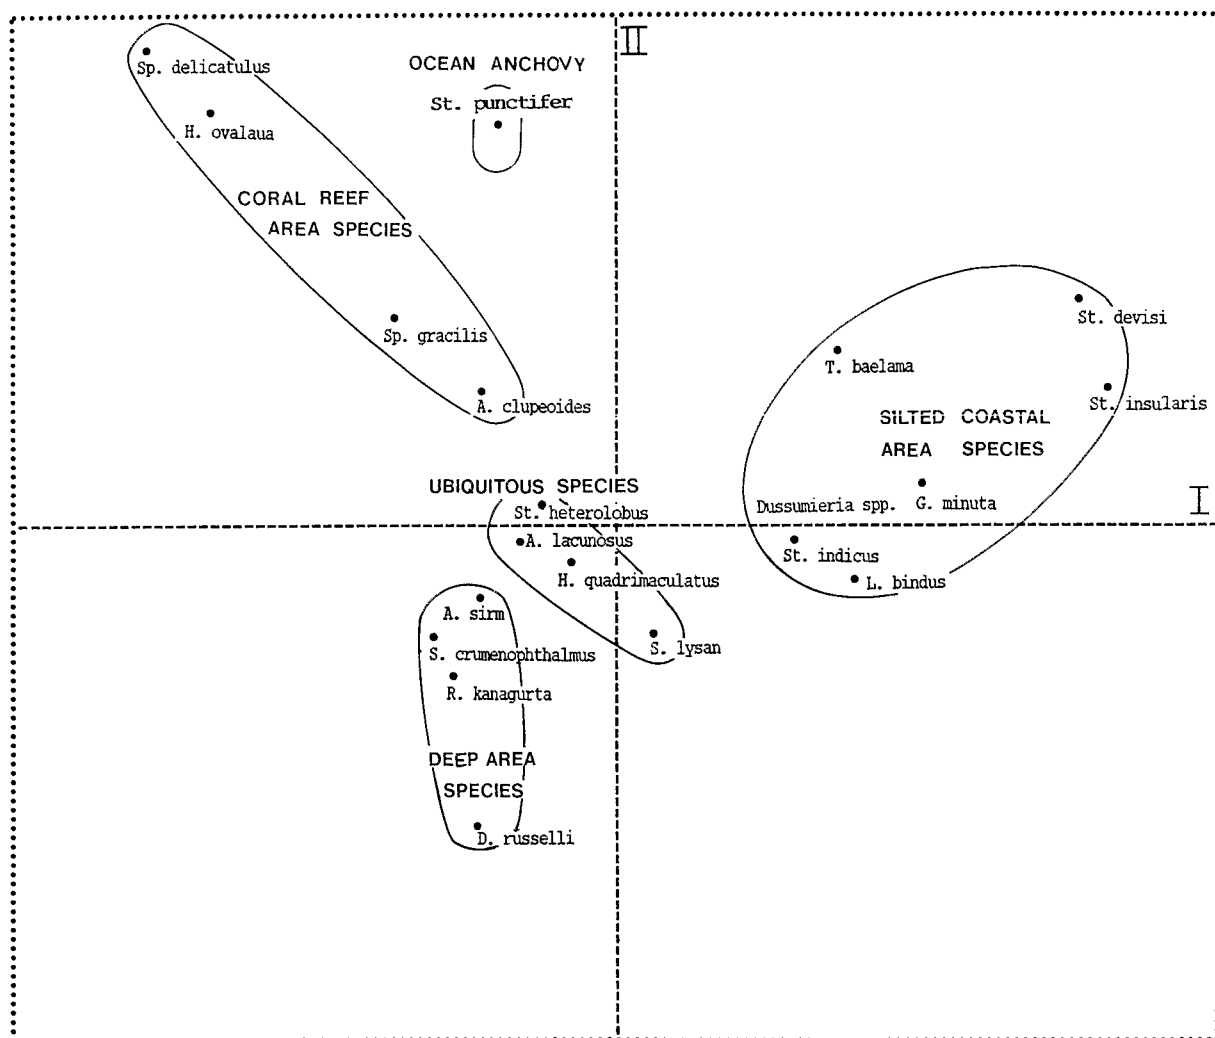 II
Sp. delicatulus
OCEAN ANCHOVY
St. punctifer
H. ovalaua
CORAL REEF
AREA SPECIES
Sp. gracilis
A. clupeoides
St. devisi
T. baelama
St. insularis
SILTED COASTAL
AREA SPECIES
UBIQUITOUS SPECIES
St. heterolobus
Dussumieria spp. G. minuta
I
A. lacunosus
St. indicus
H. quadrimaculatus
L. bindus
A. sirm
S. crumenophthalmus
S. lysan
R. kanagurta
DEEP AREA
SPECIES
D. russelli